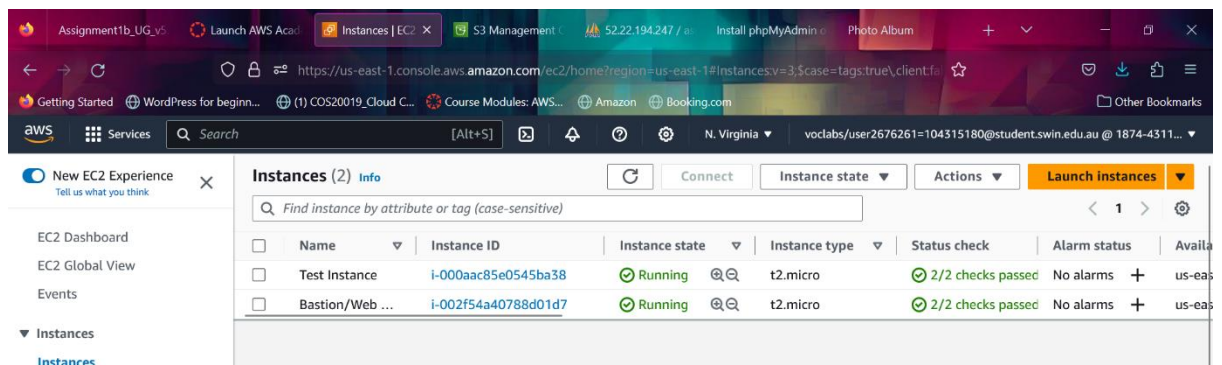 Assignment1b_UG_v5 Launch AWS Acad Instances | EC2 S3 Management C 52.22.194.247 / a Install phpMyAdmin o Photo Album
https://us-east-1.console.aws.amazon.com/ec2/home?region=us-east-1#Instances:v=3;$case=tags:true\,client:fa
Getting Started WordPress for beginn... (1) COS20019_Cloud C... Course Modules: AWS... Amazon Booking.com Other Bookmarks
aws Services Search [Alt+S] N. Virginia voclabs/user2676261=104315180@student.swin.edu.au @ 1874-4311...
New EC2 Experience
Tell us what you think
Instances (2) Info Connect Instance state Actions Launch instances
Find instance by attribute or tag (case-sensitive) 1
EC2 Dashboard
EC2 Global View
Events
Instances
Instances
Name Instance ID Instance state Instance type Status check Alarm status Availa
Test Instance i-000aac85e0545ba38 Running t2.micro 2/2 checks passed No alarms + us-eas
Bastion/Web ... i-002f54a40788d01d7 Running t2.micro 2/2 checks passed No alarms + us-eas